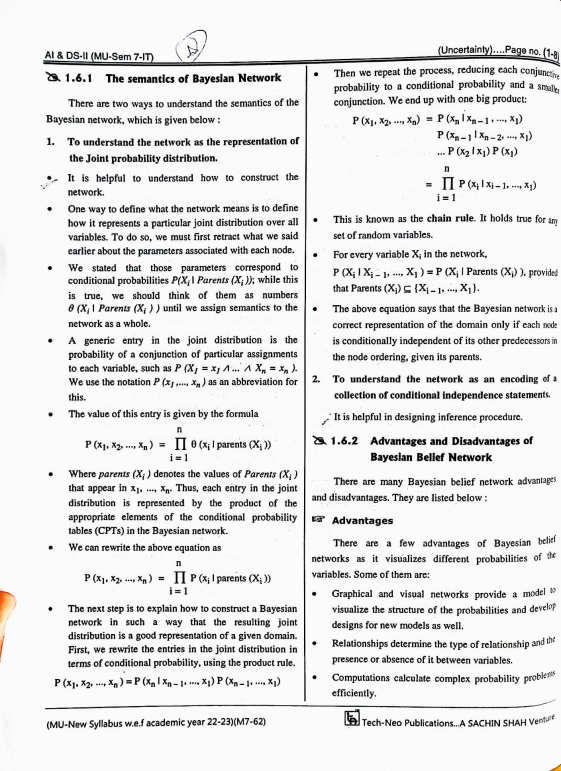 AI & DS-II (MU-Sem 7-IT)
(Uncertainty)....Page no. (1-8)
1.6.1 The semantics of Bayesian Network
There are two ways to understand the semantics of the
Bayesian network, which is given below :
1. To understand the network as the representation of
the Joint probability distribution.
• It is helpful to understand how to construct the
network.
• One way to define what the network means is to define
how it represents a particular joint distribution over all
variables. To do so, we must first retract what we said
earlier about the parameters associated with each node.
• We stated that those parameters correspond to
conditional probabilities P(Xi | Parents (Xi)); while this
is true, we should think of them as numbers
θ (Xi | Parents (Xi ) ) until we assign semantics to the
network as a whole.
• A generic entry in the joint distribution is the
probability of a conjunction of particular assignments
to each variable, such as P (X1 = x1 Λ ... Λ Xn = xn ).
We use the notation P (x1 ,..., xn ) as an abbreviation for
this.
• The value of this entry is given by the formula
n
P (x1, x2, ..., xn ) = ∏ θ (xi | parents (Xi ))
i = 1
• Where parents (Xi ) denotes the values of Parents (Xi )
that appear in x1, ..., xn. Thus, each entry in the joint
distribution is represented by the product of the
appropriate elements of the conditional probability
tables (CPTs) in the Bayesian network.
• We can rewrite the above equation as
n
P (x1, x2, ..., xn ) = ∏ P (xi | parents (Xi ))
i = 1
• The next step is to explain how to construct a Bayesian
network in such a way that the resulting joint
distribution is a good representation of a given domain.
First, we rewrite the entries in the joint distribution in
terms of conditional probability, using the product rule.
P (x1, x2, ..., xn ) = P (xn | xn – 1, ..., x1) P (xn – 1, ..., x1)
• Then we repeat the process, reducing each conjunctive
probability to a conditional probability and a smaller
conjunction. We end up with one big product:
P (x1, x2, ..., xn) = P (xn | xn – 1 , ..., x1)
P (xn – 1 | xn – 2, ..., x1)
... P (x2 | x1) P (x1)
n
= ∏ P (xi | xi – 1, ..., x1)
i = 1
• This is known as the chain rule. It holds true for any
set of random variables.
• For every variable Xi in the network,
P (Xi | Xi – 1, ..., X1 ) = P (Xi | Parents (Xi) ), provided
that Parents (Xi) ⊆ {Xi – 1, ..., X1}.
• The above equation says that the Bayesian network is a
correct representation of the domain only if each node
is conditionally independent of its other predecessors in
the node ordering, given its parents.
2. To understand the network as an encoding of a
collection of conditional independence statements.
It is helpful in designing inference procedure.
1.6.2 Advantages and Disadvantages of
Bayesian Belief Network
There are many Bayesian belief network advantages
and disadvantages. They are listed below :
Advantages
There are a few advantages of Bayesian belief
networks as it visualizes different probabilities of the
variables. Some of them are:
• Graphical and visual networks provide a model to
visualize the structure of the probabilities and develop
designs for new models as well.
• Relationships determine the type of relationship and the
presence or absence of it between variables.
• Computations calculate complex probability problems
efficiently.
(MU-New Syllabus w.e.f academic year 22-23)(M7-62)
Tech-Neo Publications...A SACHIN SHAH Venture